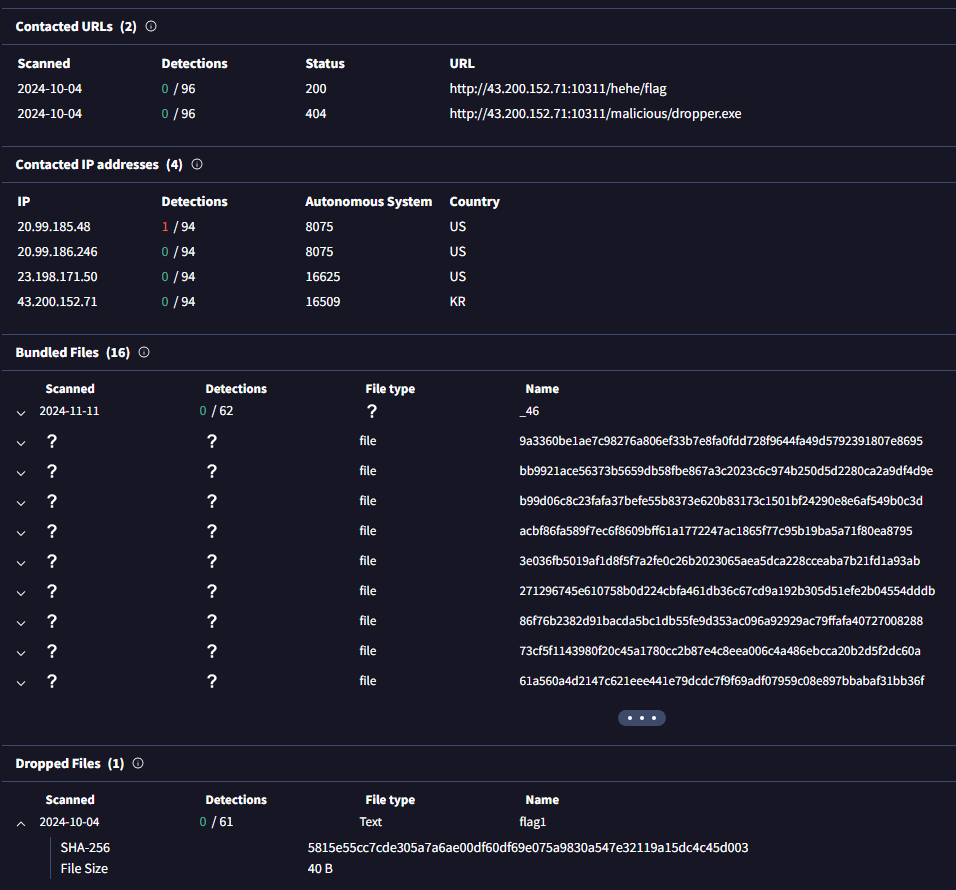 Contacted URLs (2)
Scanned Detections Status URL
2024-10-04 0 / 96 200 http://43.200.152.71:10311/hehe/flag
2024-10-04 0 / 96 404 http://43.200.152.71:10311/malicious/dropper.exe
Contacted IP addresses (4)
IP Detections Autonomous System Country
20.99.185.48 1 / 94 8075 US
20.99.186.246 0 / 94 8075 US
23.198.171.50 0 / 94 16625 US
43.200.152.71 0 / 94 16509 KR
Bundled Files (16)
Scanned Detections File type Name
2024-11-11 0 / 62 ? _46
? ? file 9a3360be1ae7c98276a806ef33b7e8fa0fdd728f9644fa49d5792391807e8695
? ? file bb9921ace56373b5659db58fbe867a3c2023c6c974b250d5d2280ca2a9df4d9e
? ? file b99d06c8c23fafa37befe55b8373e620b83173c1501bf24290e8e6af549b0c3d
? ? file acbf86fa589f7ec6f8609bff61a1772247ac1865f77c95b19ba5a71f80ea8795
? ? file 3e036fb5019af1d8f5f7a2fe0c26b2023065aea5dca228cceaba7b21fd1a93ab
? ? file 271296745e610758b0d224cbfa461db36c67cd9a192b305d51efe2b04554dddb
? ? file 86f76b2382d91bacda5bc1db55fe9d353ac096a92929ac79ffafa40727008288
? ? file 73cf5f1143980f20c45a1780cc2b87e4c8eea006c4a486ebcca20b2d5f2dc60a
? ? file 61a560a4d2147c621eee441e79dcdc7f9f69adf07959c08e897bbabaf31bb36f
Dropped Files (1)
Scanned Detections File type Name
2024-10-04 0 / 61 Text flag1
SHA-256 5815e55cc7cde305a7a6ae00df60df69e075a9830a547e32119a15dc4c45d003
File Size 40 B